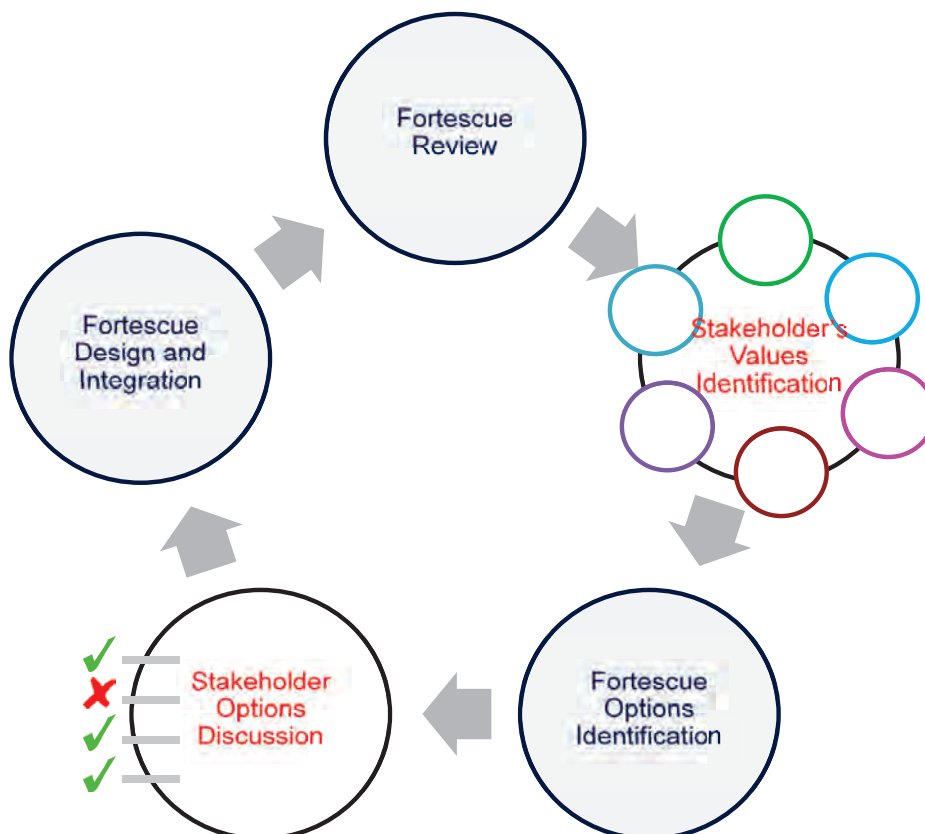 Fortescue
Review
Stakeholder's
Values
Identification
Fortescue
Options
Identification
Stakeholder
Options
Discussion
Fortescue
Design and
Integration